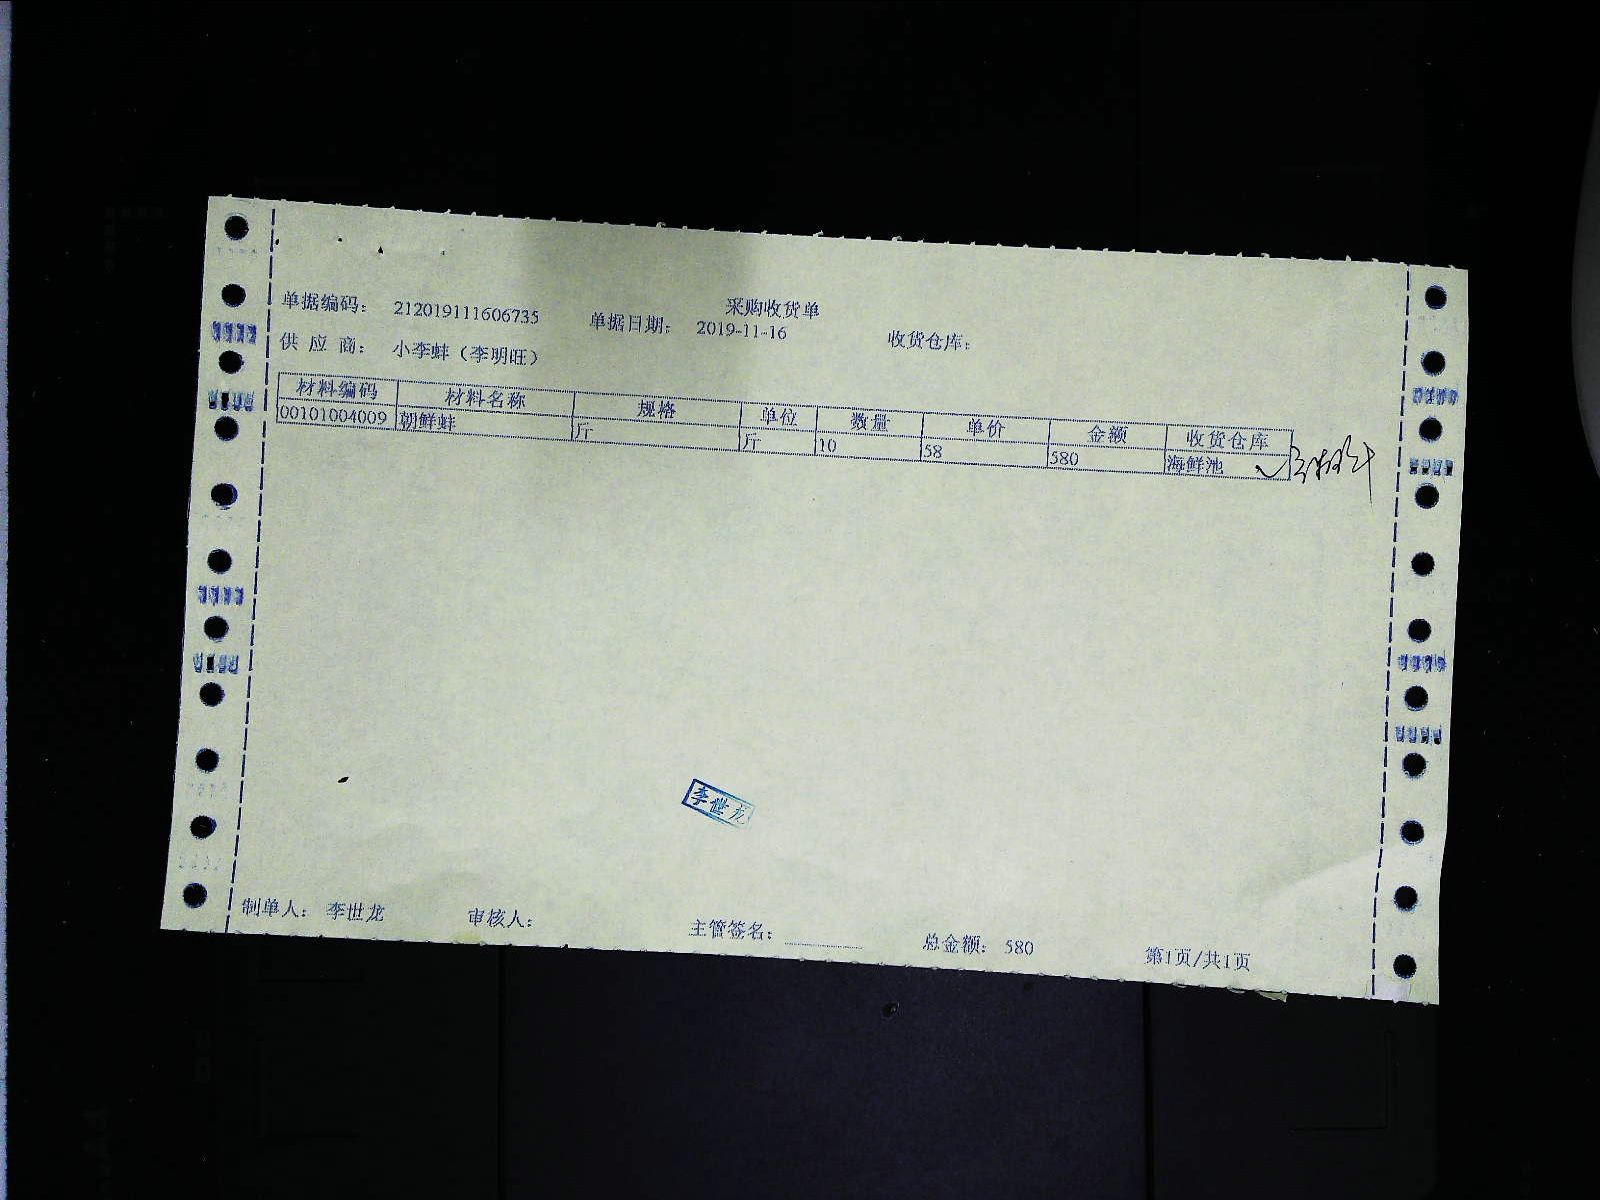 采购收货单
单据编码： 212019111606735 单据日期： 2019-11-16 收货仓库：
供 应 商： 小李蚌（李明旺）
材料编码 材料名称 规格 单位 数量 单价 金额 收货仓库
00101004009 朝鲜蚌 斤 斤 10 58 580 海鲜池
李世龙
制单人： 李世龙 审核人： 主管签名： 总金额： 580 第1页/共1页